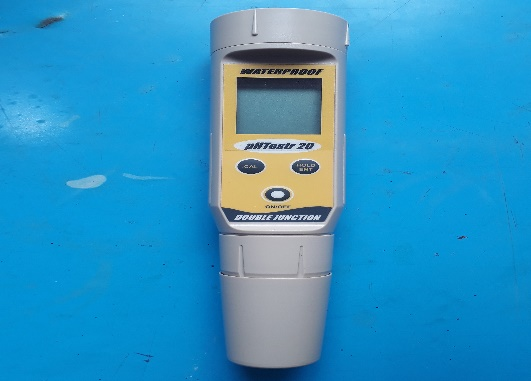 WATERPROOF
pHTestr 20
CAL
HOLD
ENT
ON/OFF
DOUBLE JUNCTION